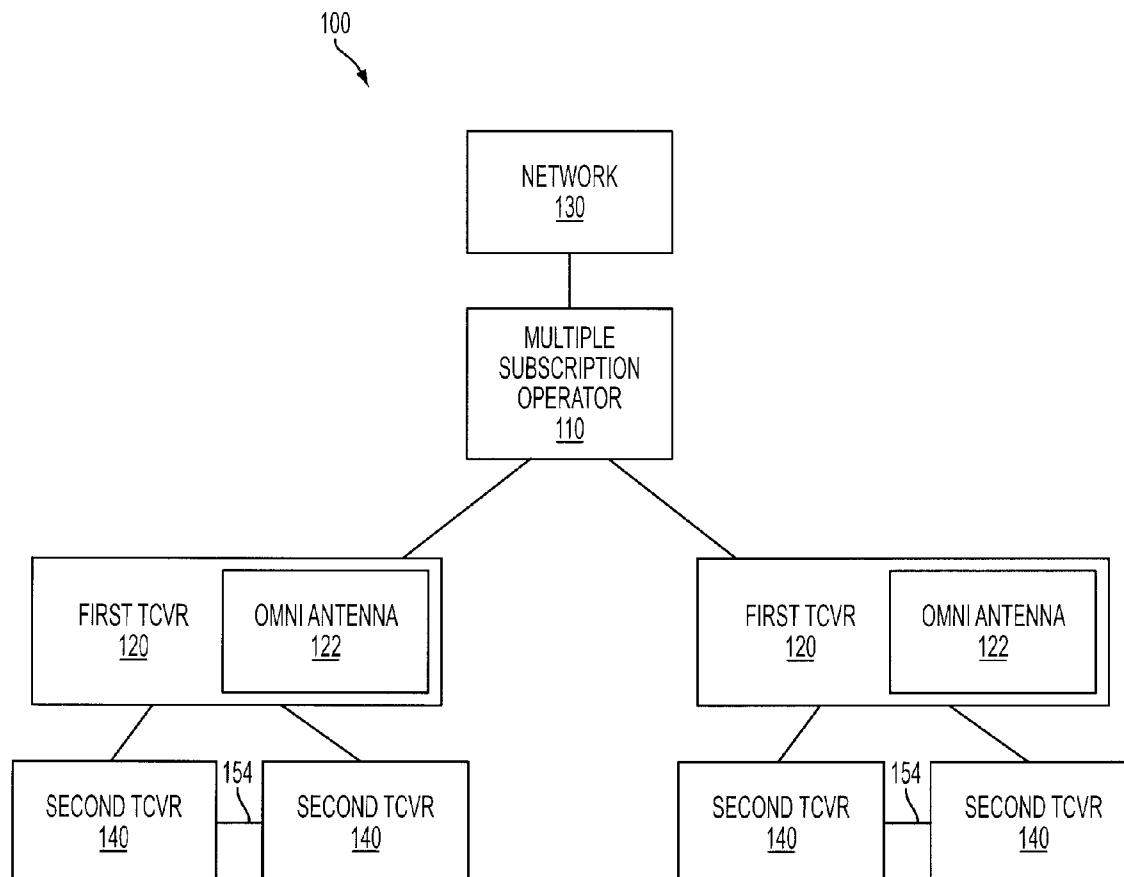 100
NETWORK
130
MULTIPLE
SUBSCRIPTION
OPERATOR
110
FIRST TCVR
120
OMNI ANTENNA
122
FIRST TCVR
120
OMNI ANTENNA
122
SECOND TCVR
140
154
SECOND TCVR
140
SECOND TCVR
140
154
SECOND TCVR
140